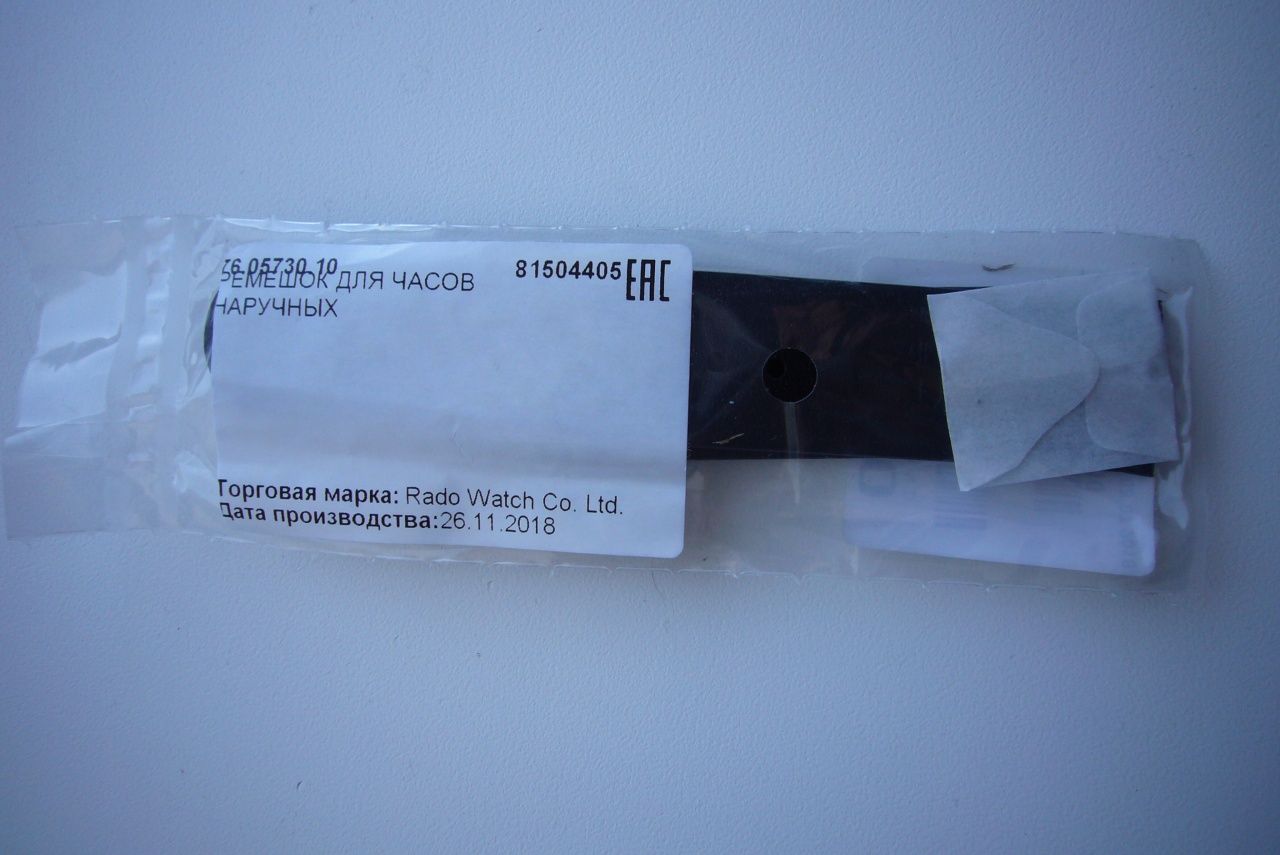 76.05730.10 81504405 EAC
РЕМЕШОК ДЛЯ ЧАСОВ
НАРУЧНЫХ
Торговая марка: Rado Watch Co. Ltd.
Дата производства:26.11.2018